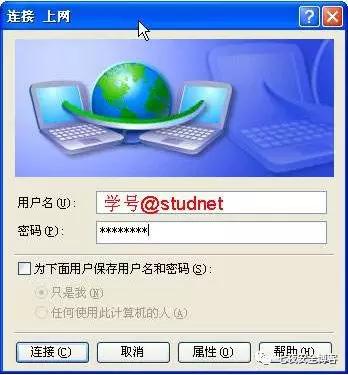 连接 上网
用户名(U): 学号@studnet
密码(P): ********
为下面用户保存用户名和密码(S):
只是我(N)
任何使用此计算机的人(A)
连接(C) 取消 属性(O) 帮助(H)